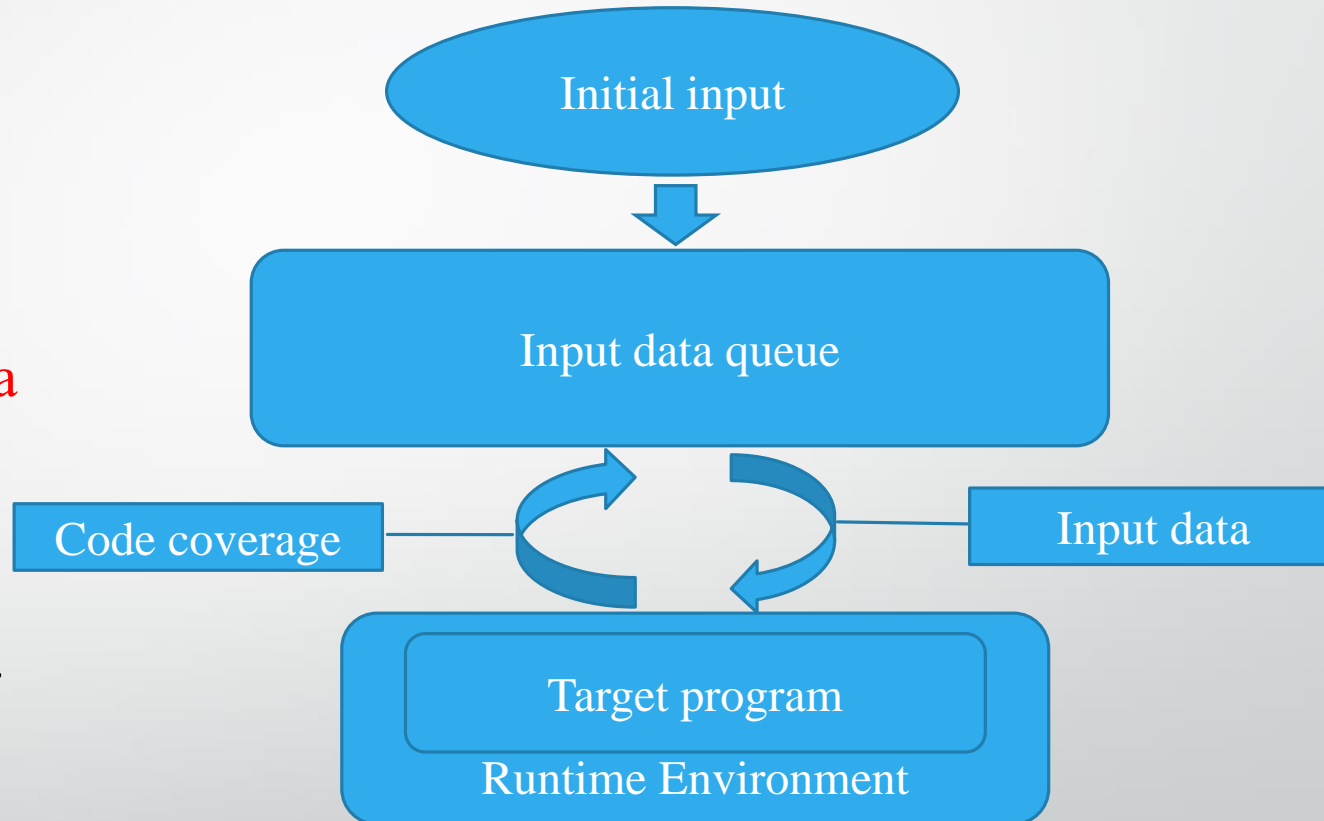 Initial input
Input data queue
a
Code coverage
Input data
.
Target program
Runtime Environment